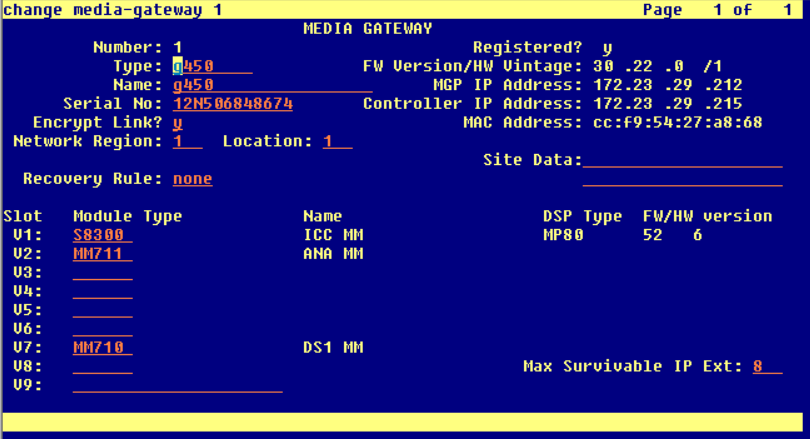 change media-gateway 1 Page 1 of 1
MEDIA GATEWAY
Number: 1 Registered? y
Type: g450 FW Version/HW Vintage: 30 .22 .0 /1
Name: g450 MGP IP Address: 172.23 .29 .212
Serial No: 12N506848674 Controller IP Address: 172.23 .29 .215
Encrypt Link? y MAC Address: cc:f9:54:27:a8:68
Network Region: 1 Location: 1
Site Data:
Recovery Rule: none
Slot Module Type Name DSP Type FW/HW version
V1: S8300 ICC MM MP80 52 6
V2: MM711 ANA MM
V3:
V4:
V5:
V6:
V7: MM710 DS1 MM
V8: Max Survivable IP Ext: 8
V9: